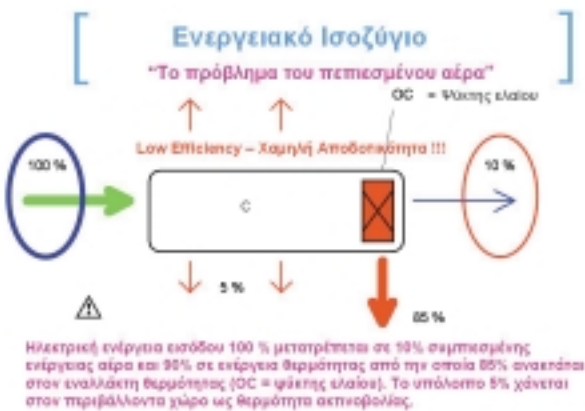 Ενεργειακό Ισοζύγιο
“Το πρόβλημα του πεπιεσμένου αέρα”
OC = Ψύκτης ελαίου
Low Efficiency – Χαμηλή Αποδοτικότητα !!!
100 %
10 %
C
5 %
85 %
Ηλεκτρική ενέργεια εισόδου 100 % μετατρέπεται σε 10% συμπιεσμένης
ενέργειας αέρα και 90% σε ενέργεια θερμότητας από την οποία 85% ανακτάται
στον εναλλάκτη θερμότητας (OC = ψύκτης ελαίου). Το υπόλοιπο 5% χάνεται
στον περιβάλλοντα χώρο ως θερμότητα ακτινοβολίας.